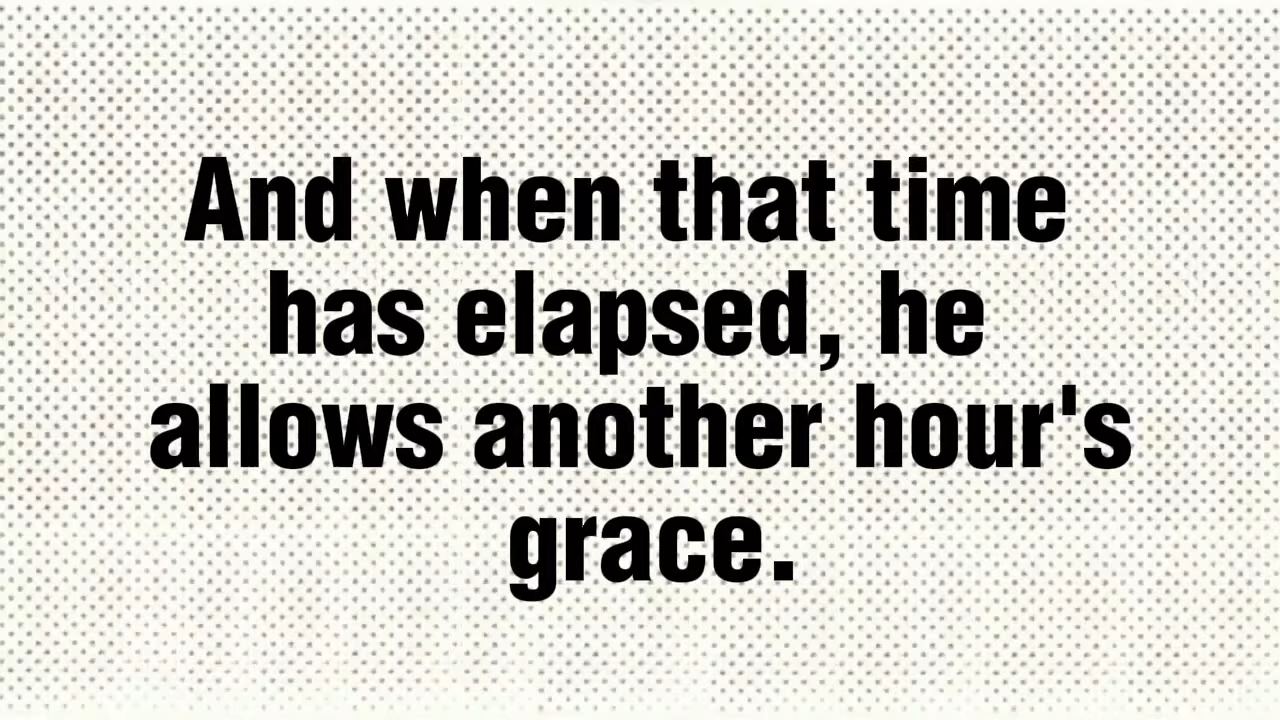 And when that time
has elapsed, he
allows another hour's
grace.